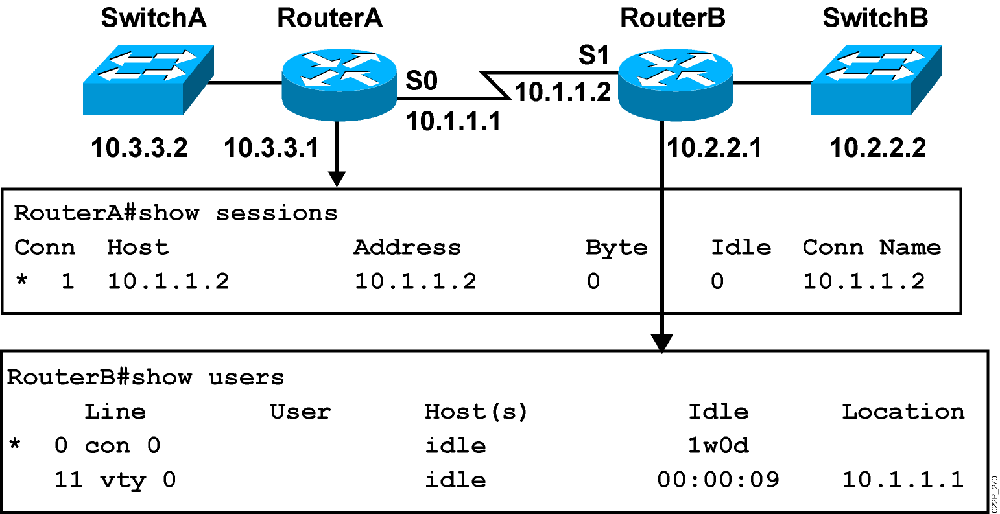 SwitchA RouterA RouterB SwitchB
S1
S0
10.1.1.2
10.1.1.1
10.3.3.2 10.3.3.1 10.2.2.1 10.2.2.2
RouterA#show sessions
Conn Host Address Byte Idle Conn Name
* 1 10.1.1.2 10.1.1.2 0 0 10.1.1.2
RouterB#show users
Line User Host(s) Idle Location
* 0 con 0 idle 1w0d
11 vty 0 idle 00:00:09 10.1.1.1
022P_270